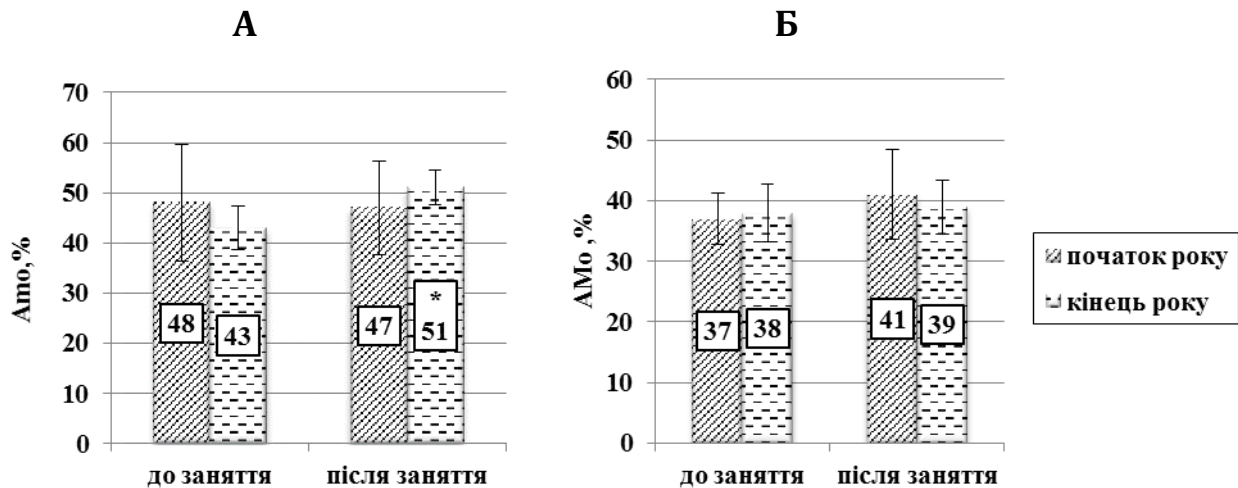 А
Amo,%
70
60
50
40
30
20
10
0
48
43
47
*
51
до заняття
після заняття
Б
AMo ,%
60
50
40
30
20
10
0
37
38
41
39
до заняття
після заняття
початок року
кінець року